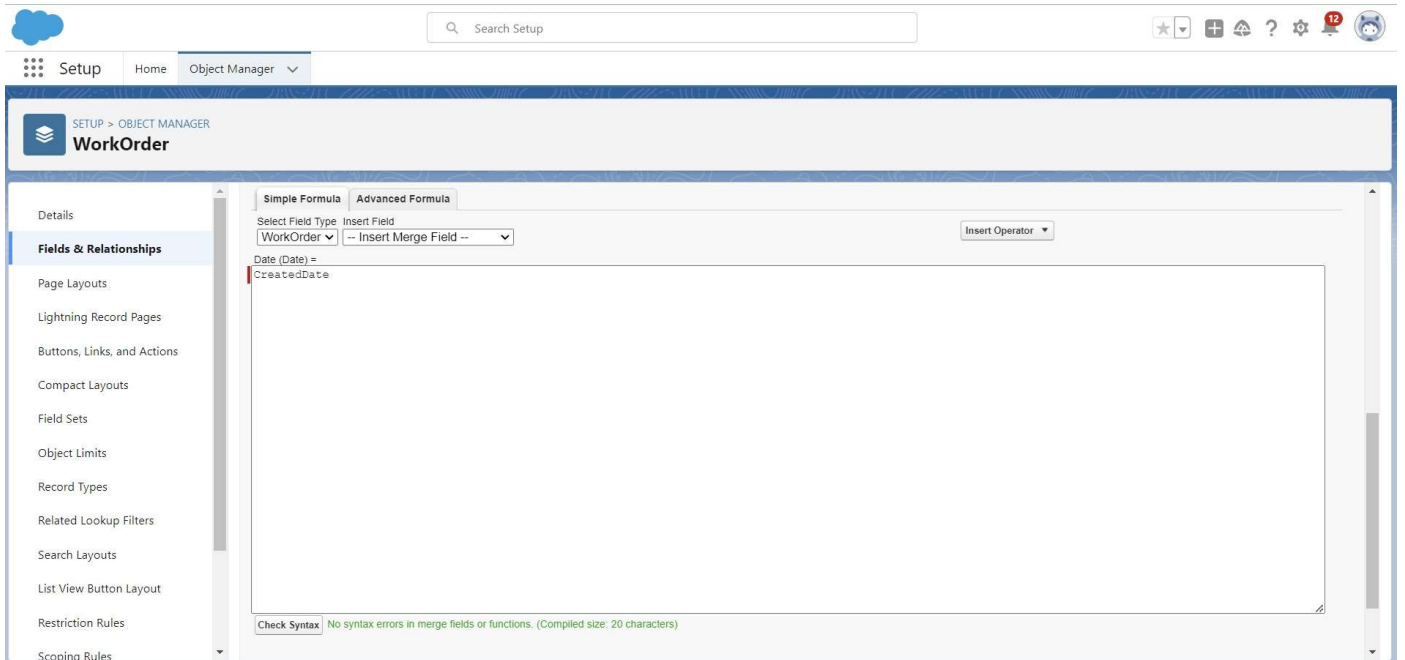 Search Setup
12
Setup Home Object Manager
SETUP > OBJECT MANAGER
WorkOrder
Details
Fields & Relationships
Page Layouts
Lightning Record Pages
Buttons, Links, and Actions
Compact Layouts
Field Sets
Object Limits
Record Types
Related Lookup Filters
Search Layouts
List View Button Layout
Restriction Rules
Scoping Rules
Simple Formula Advanced Formula
Select Field Type Insert Field
WorkOrder -- Insert Merge Field --
Insert Operator
Date (Date) =
CreatedDate
Check Syntax No syntax errors in merge fields or functions. (Compiled size: 20 characters)